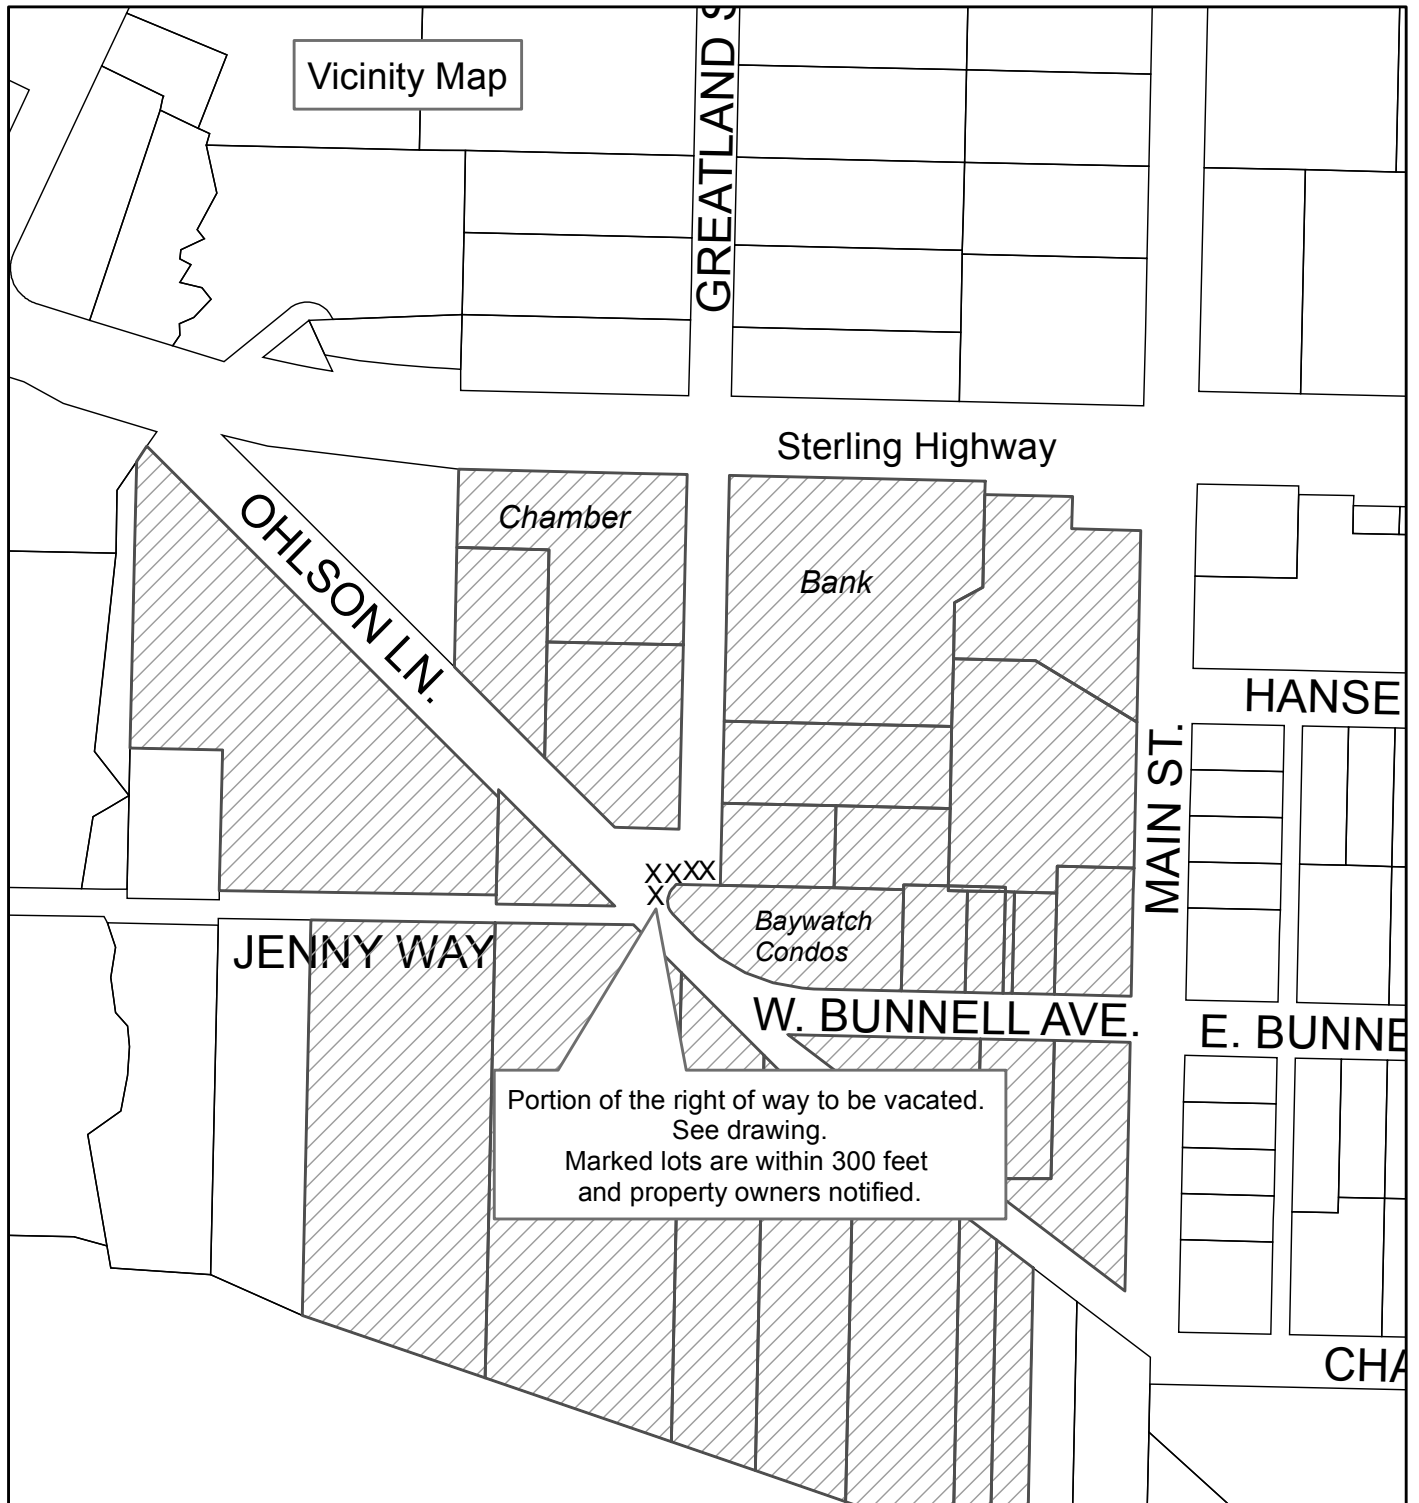 Vicinity Map
GREATLAND S
Sterling Highway
Chamber
OHLSON LN.
Bank
HANSE
MAIN ST.
XXXX
X
Baywatch
Condos
JENNY WAY
W. BUNNELL AVE.
E. BUNNE
Portion of the right of way to be vacated.
See drawing.
Marked lots are within 300 feet
and property owners notified.
CHA